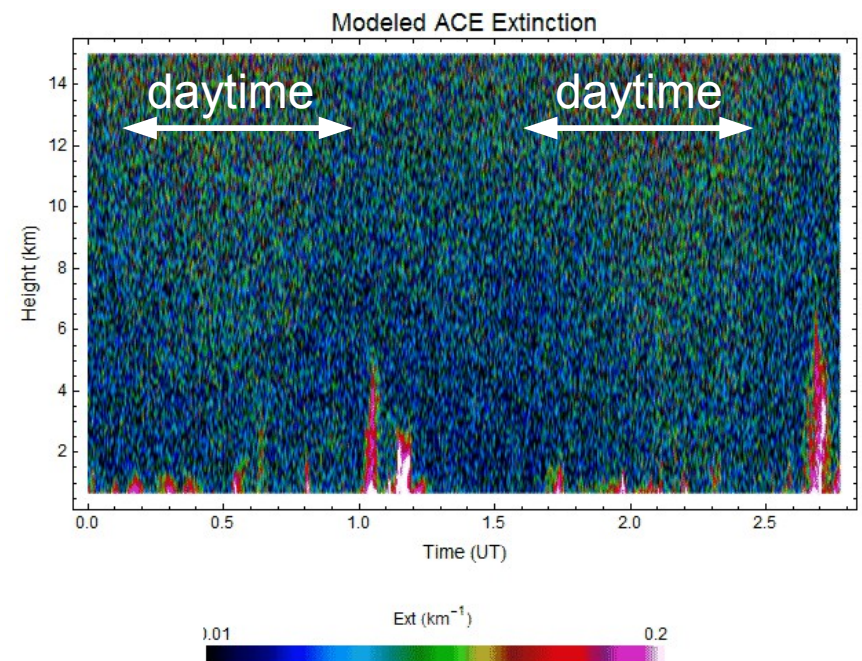 Modeled ACE Extinction
daytime daytime
14
12
10
8
6
4
2
Height (km)
0.0 0.5 1.0 1.5 2.0 2.5
Time (UT)
Ext (km⁻¹)
.01 0.2